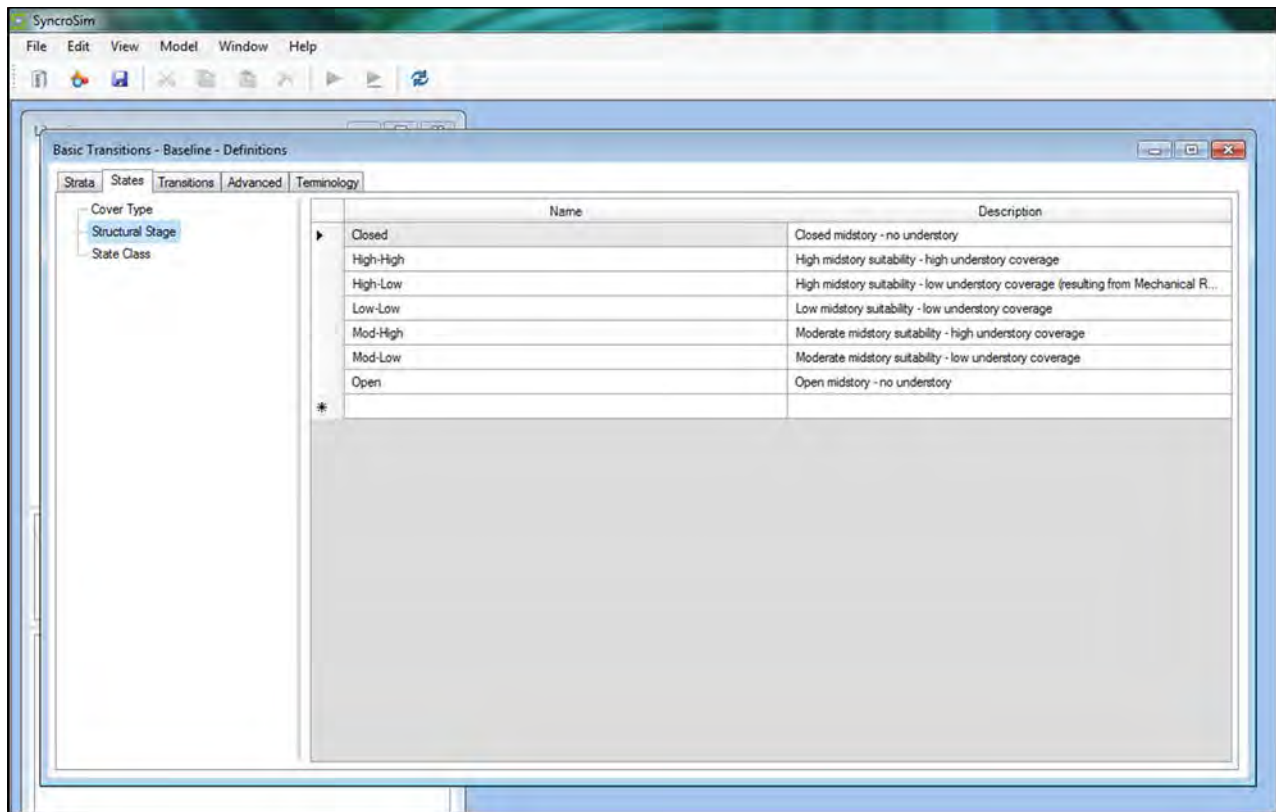 SyncroSim
File Edit View Model Window Help
Basic Transitions - Baseline - Definitions
Strata States Transitions Advanced Terminology
Cover Type
Structural Stage
State Class
Name Description
Closed Closed midstory - no understory
High-High High midstory suitability - high understory coverage
High-Low High midstory suitability - low understory coverage (resulting from Mechanical R...
Low-Low Low midstory suitability - low understory coverage
Mod-High Moderate midstory suitability - high understory coverage
Mod-Low Moderate midstory suitability - low understory coverage
Open Open midstory - no understory